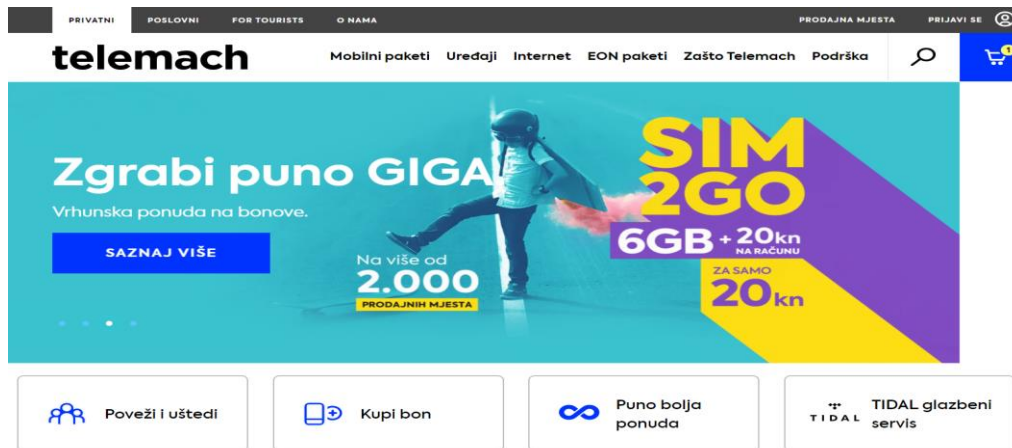 PRIVATNI POSLOVNI FOR TOURISTS O NAMA PRODAJNA MJESTA PRIJAVI SE
telemach Mobilni paketi Uređaji Internet EON paketi Zašto Telemach Podrška 1
Zgrabi puno GIGA
Vrhunska ponuda na bonove.
SAZNAJ VIŠE
Na više od
2.000
PRODAJNIH MJESTA
SIM
2GO
6GB + 20kn
NA RAČUNU
ZA SAMO
20kn
Poveži i uštedi
Kupi bon
Puno bolja
ponuda
TIDAL
TIDAL glazbeni
servis